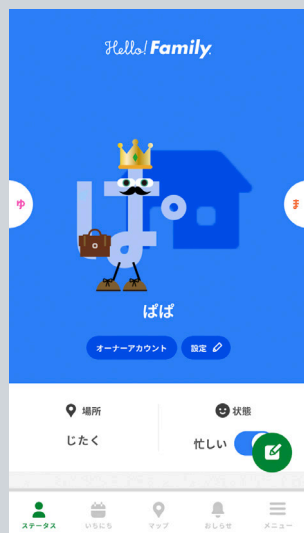 Hello! Family.
ぱ
ゆ
ま
ぱぱ
オーナーアカウント
設定
場所
状態
じたく
忙しい
ステータス
いちにち
マップ
おしらせ
メニュー